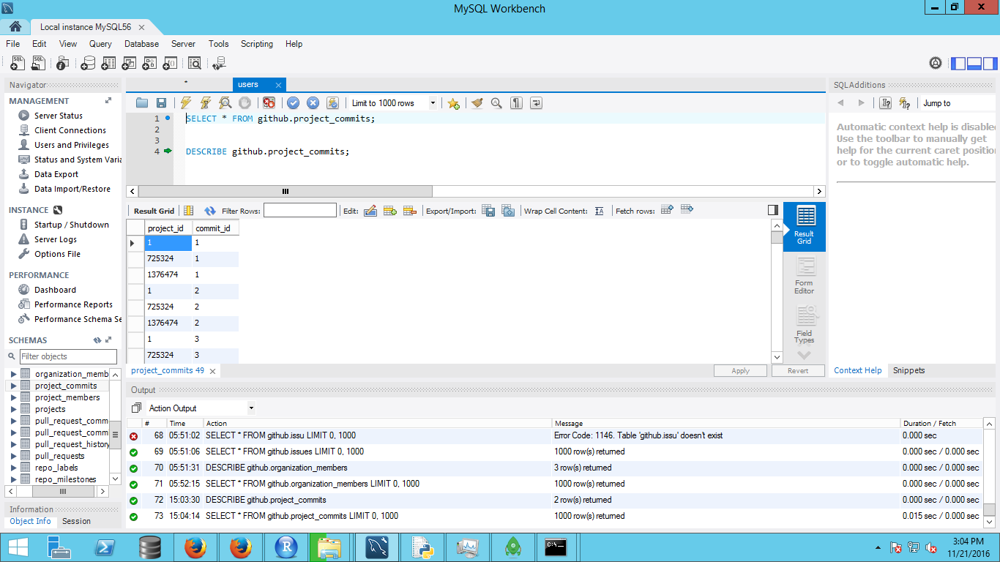 MySQL Workbench
Local instance MySQL56
File Edit View Query Database Server Tools Scripting Help
Navigator
MANAGEMENT
Server Status
Client Connections
Users and Privileges
Status and System Varia
Data Export
Data Import/Restore
INSTANCE
Startup / Shutdown
Server Logs
Options File
PERFORMANCE
Dashboard
Performance Reports
Performance Schema Se
SCHEMAS
Filter objects
organization_memb
project_commits
project_members
projects
pull_request_comm
pull_request_commi
pull_request_history
pull_requests
repo_labels
repo_milestones
Information
Object Info Session
users
Limit to 1000 rows
1 SELECT * FROM github.project_commits;
2
3
4 DESCRIBE github.project_commits;
Result Grid Filter Rows: Edit: Export/Import: Wrap Cell Content: Fetch rows:
project_id commit_id
1 1
725324 1
1376474 1
1 2
725324 2
1376474 2
1 3
725324 3
Result Grid
Form Editor
Field Types
project_commits 49
Apply Revert
SQLAdditions
Jump to
Automatic context help is disabled
Use the toolbar to manually get
help for the current caret position
or to toggle automatic help.
Context Help Snippets
Output
Action Output
# Time Action Message Duration / Fetch
68 05:51:02 SELECT * FROM github.issu LIMIT 0, 1000 Error Code: 1146. Table 'github.issu' doesn't exist 0.000 sec
69 05:51:06 SELECT * FROM github.issues LIMIT 0, 1000 1000 row(s) returned 0.000 sec / 0.000 sec
70 05:51:31 DESCRIBE github.organization_members 3 row(s) returned 0.000 sec / 0.000 sec
71 05:52:15 SELECT * FROM github.organization_members LIMIT 0, 1000 1000 row(s) returned 0.000 sec / 0.000 sec
72 15:03:30 DESCRIBE github.project_commits 2 row(s) returned 0.000 sec / 0.000 sec
73 15:04:14 SELECT * FROM github.project_commits LIMIT 0, 1000 1000 row(s) returned 0.015 sec / 0.000 sec
3:04 PM
11/21/2016